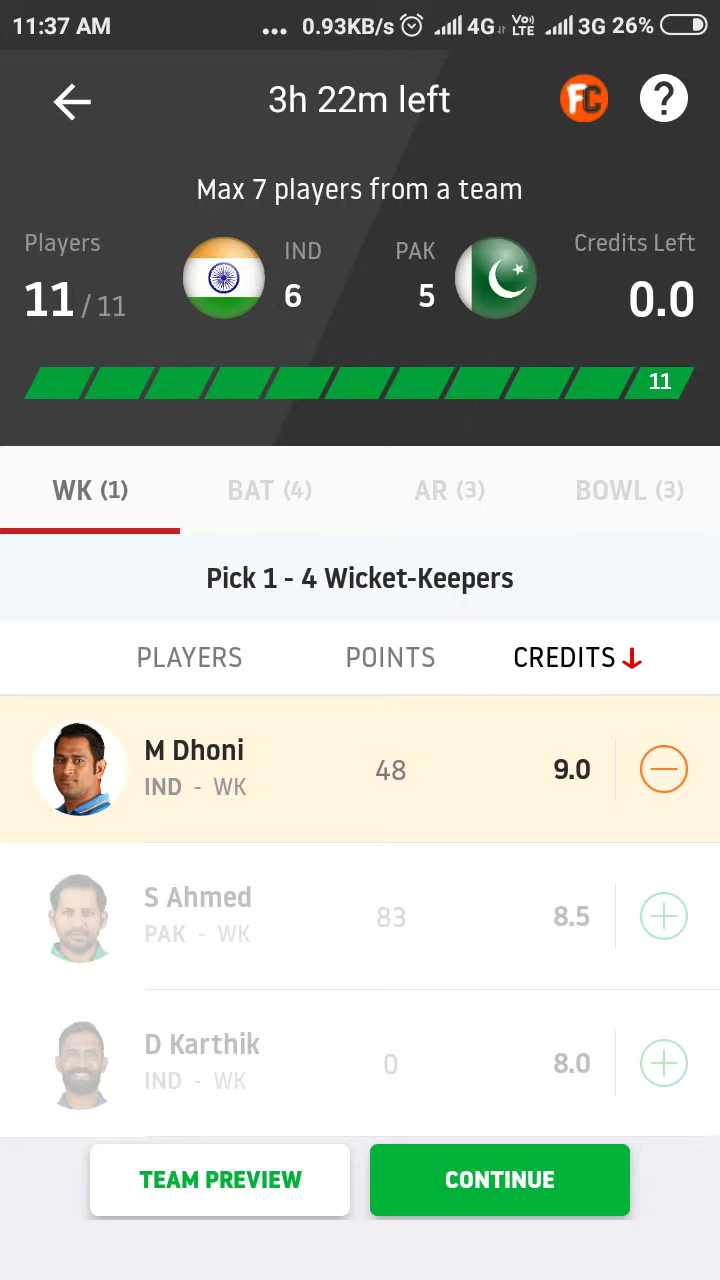 11:37 AM ... 0.93KB/s 4G Vo) LTE 3G 26%
3h 22m left FC ?
Max 7 players from a team
Players IND PAK Credits Left
11 / 11 6 5 0.0
11
WK (1) BAT (4) AR (3) BOWL (3)
Pick 1 - 4 Wicket-Keepers
PLAYERS POINTS CREDITS
M Dhoni
IND - WK 48 9.0
S Ahmed
PAK - WK 83 8.5
D Karthik
IND - WK 0 8.0
TEAM PREVIEW CONTINUE